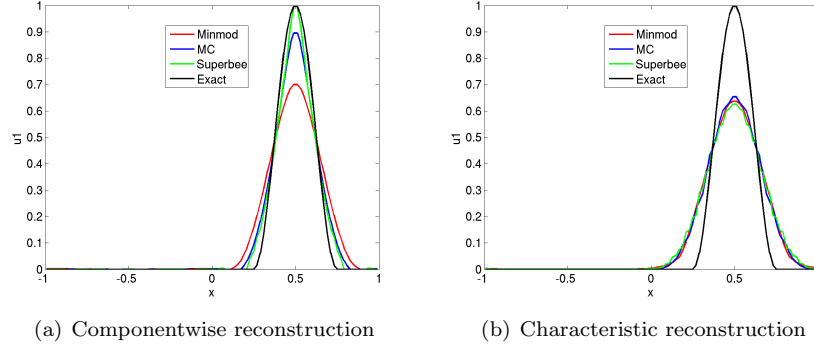 1
0.9
0.8
0.7
0.6
0.5
0.4
0.3
0.2
0.1
0
u1
-1
-0.5
0
0.5
1
x
Minmod
MC
Superbee
Exact
(a) Componentwise reconstruction
1
0.9
0.8
0.7
0.6
0.5
0.4
0.3
0.2
0.1
0
u1
-1
-0.5
0
0.5
x
Minmod
MC
Superbee
Exact
(b) Characteristic reconstruction